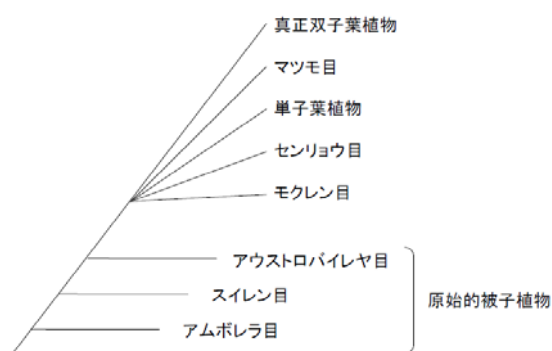 真正双子葉植物
マツモ目
単子葉植物
センリョウ目
モクレン目
アウストロバイレヤ目
スイレン目
アムボレラ目
原始的被子植物